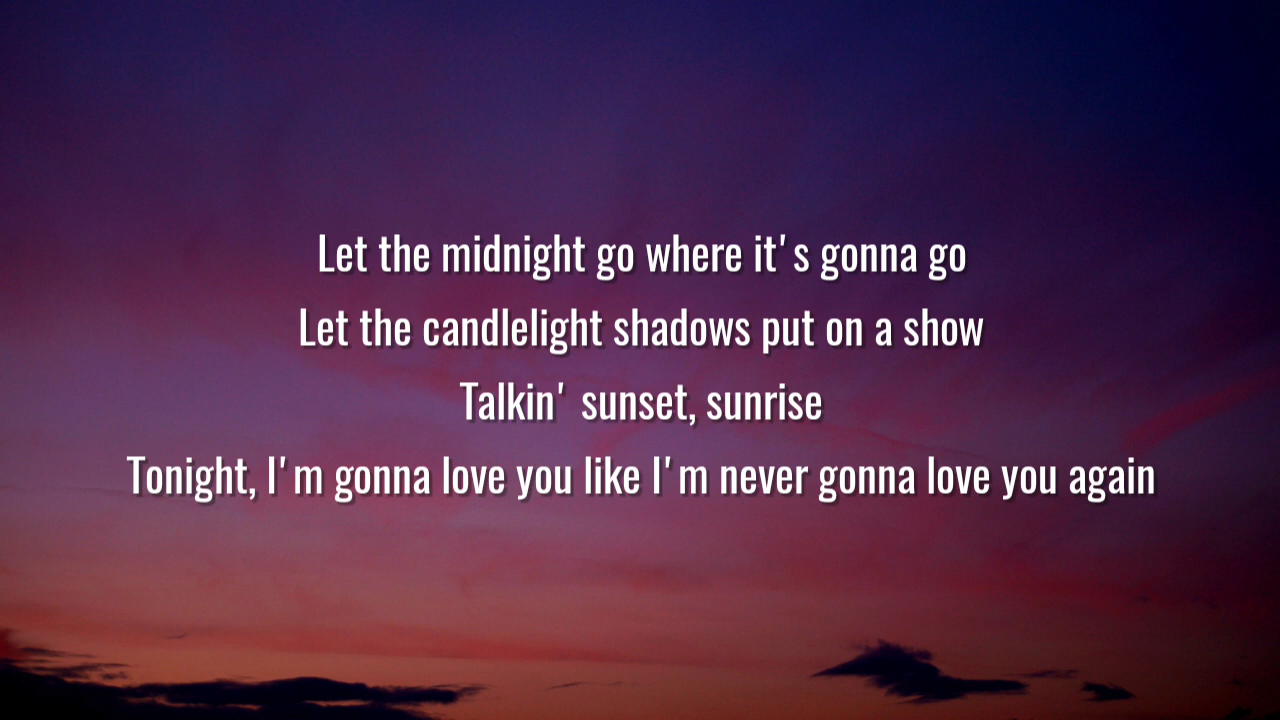 Let the midnight go where it's gonna go
Let the candlelight shadows put on a show
Talkin' sunset, sunrise
Tonight, I'm gonna love you like I'm never gonna love you again